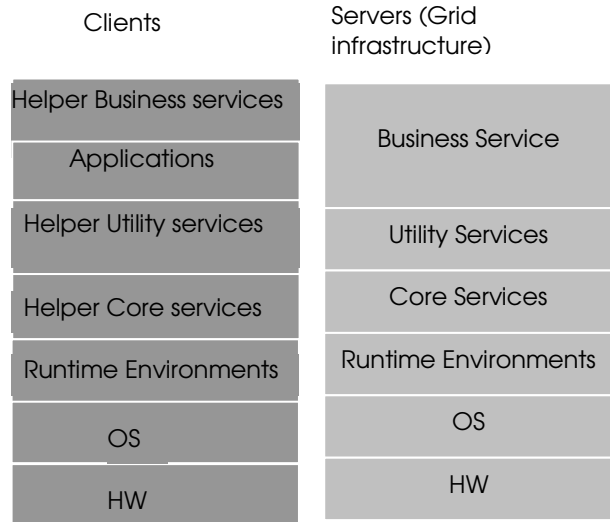 Clients
Servers (Grid
infrastructure)
Helper Business services
Applications
Helper Utility services
Helper Core services
Runtime Environments
OS
HW
Business Service
Utility Services
Core Services
Runtime Environments
OS
HW